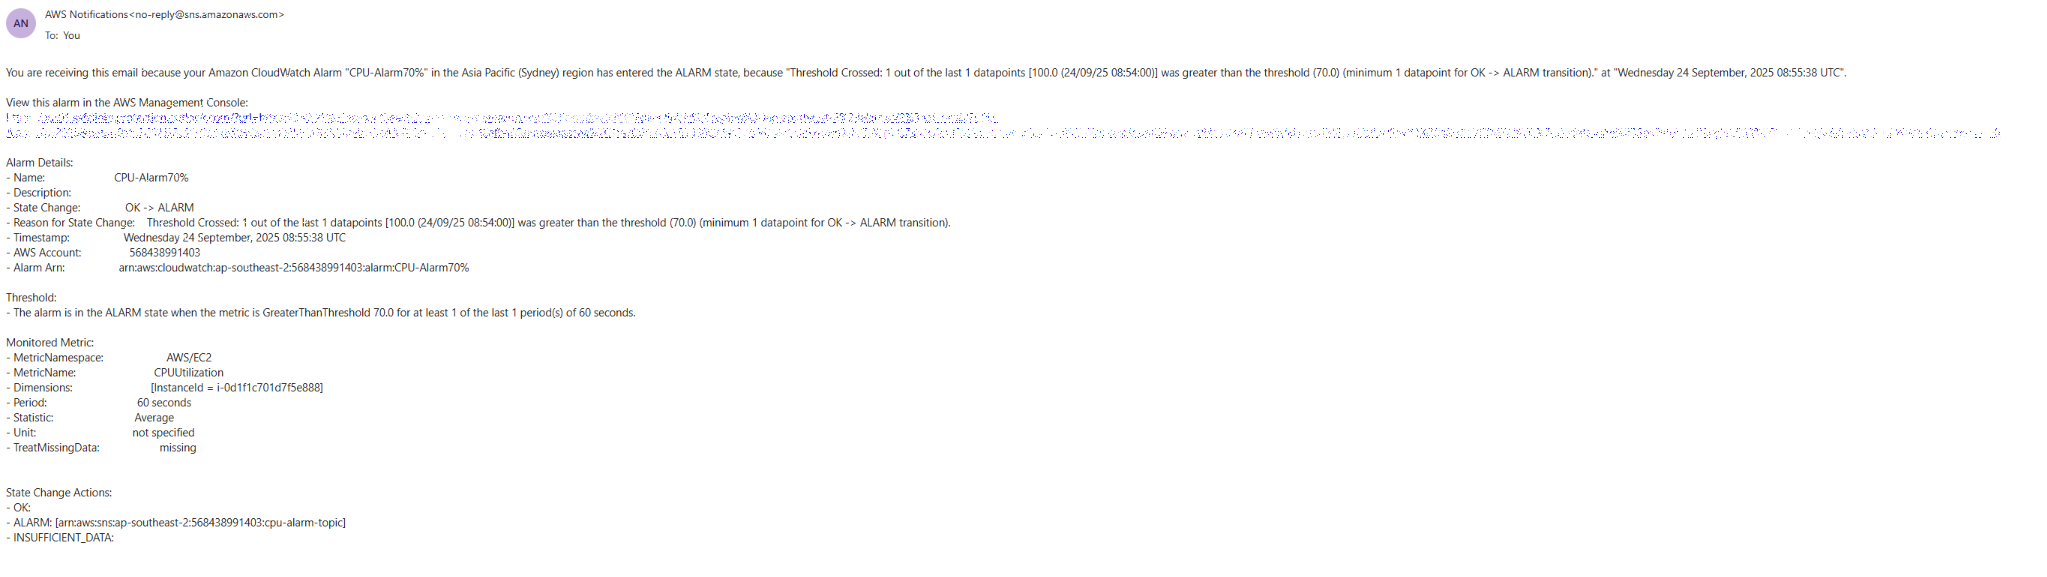 AN
AWS Notifications<no-reply@sns.amazonaws.com>
To: You
You are receiving this email because your Amazon CloudWatch Alarm "CPU-Alarm70%" in the Asia Pacific (Sydney) region has entered the ALARM state, because "Threshold Crossed: 1 out of the last 1 datapoints [100.0 (24/09/25 08:54:00)] was greater than the threshold (70.0) (minimum 1 datapoint for OK -> ALARM transition)." at "Wednesday 24 September, 2025 08:55:38 UTC".
View this alarm in the AWS Management Console:
Alarm Details:
- Name: CPU-Alarm70%
- Description:
- State Change: OK -> ALARM
- Reason for State Change: Threshold Crossed: 1 out of the last 1 datapoints [100.0 (24/09/25 08:54:00)] was greater than the threshold (70.0) (minimum 1 datapoint for OK -> ALARM transition).
- Timestamp: Wednesday 24 September, 2025 08:55:38 UTC
- AWS Account: 568438991403
- Alarm Arn: arn:aws:cloudwatch:ap-southeast-2:568438991403:alarm:CPU-Alarm70%
Threshold:
- The alarm is in the ALARM state when the metric is GreaterThanThreshold 70.0 for at least 1 of the last 1 period(s) of 60 seconds.
Monitored Metric:
- MetricNamespace: AWS/EC2
- MetricName: CPUUtilization
- Dimensions: [InstanceId = i-0d1f1c701d7f5e888]
- Period: 60 seconds
- Statistic: Average
- Unit: not specified
- TreatMissingData: missing
State Change Actions:
- OK:
- ALARM: [arn:aws:sns:ap-southeast-2:568438991403:cpu-alarm-topic]
- INSUFFICIENT_DATA: